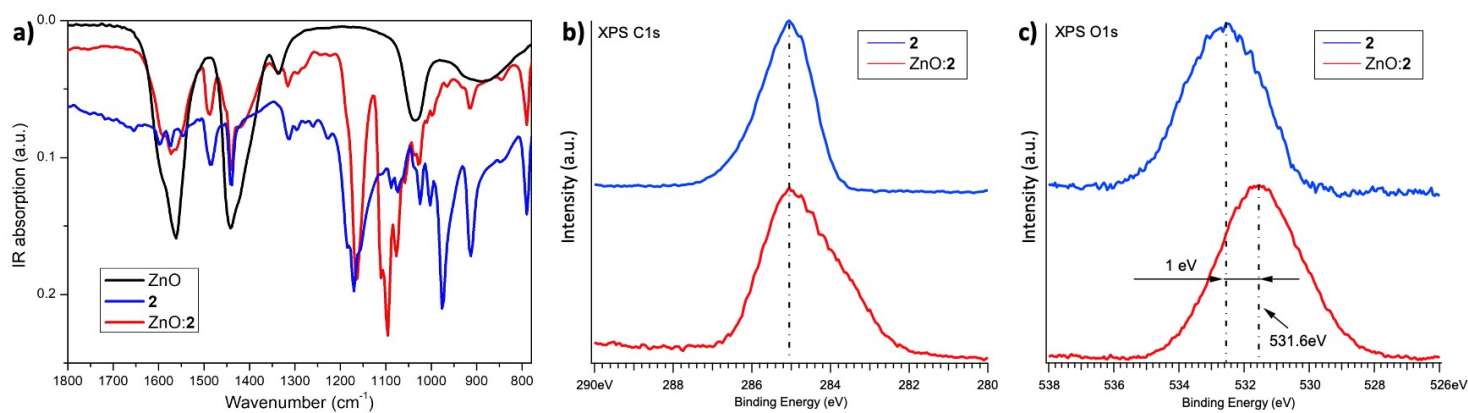 a)
0.0
0.1
0.2
IR absorption (a.u.)
ZnO
2
ZnO:2
1800 1700 1600 1500 1400 1300 1200 1100 1000 900 800
Wavenumber (cm-1)
b)
XPS C1s
2
ZnO:2
Intensity (a.u.)
290eV 288 286 284 282 280
Binding Energy (eV)
c)
XPS O1s
2
ZnO:2
Intensity (a.u.)
1 eV
531.6eV
538 536 534 532 530 528 526eV
Binding Energy (eV)